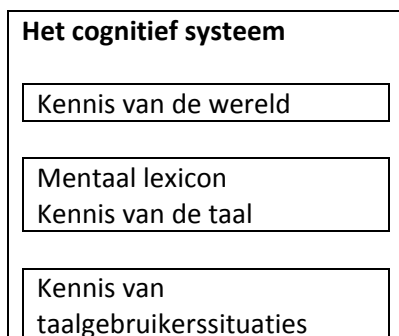 Het cognitief systeem
Kennis van de wereld
Mentaal lexicon
Kennis van de taal
Kennis van
taalgebruikerssituaties